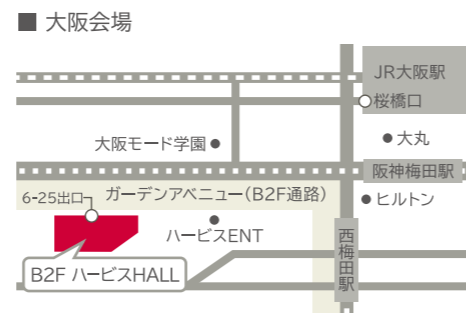 ■ 大阪会場
JR大阪駅
桜橋口
大阪モード学園●
●大丸
阪神梅田駅
6-25出口
ガーデンアベニュー(B2F通路)
●ヒルトン
ハービスENT
西梅田駅
B2F ハービスHALL